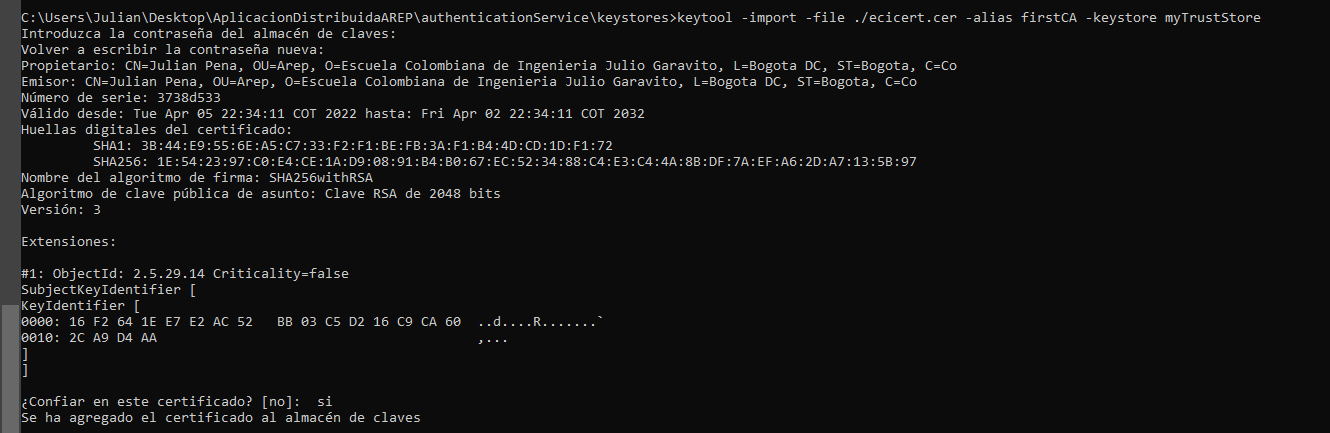 C:\Users\Julian\Desktop\AplicacionDistribuidaAREP\authenticationService\keystores>keytool -import -file ./ecicert.cer -alias firstCA -keystore myTrustStore
Introduzca la contraseña del almacén de claves:
Volver a escribir la contraseña nueva:
Propietario: CN=Julian Pena, OU=Arep, O=Escuela Colombiana de Ingenieria Julio Garavito, L=Bogota DC, ST=Bogota, C=Co
Emisor: CN=Julian Pena, OU=Arep, O=Escuela Colombiana de Ingenieria Julio Garavito, L=Bogota DC, ST=Bogota, C=Co
Número de serie: 3738d533
Válido desde: Tue Apr 05 22:34:11 COT 2022 hasta: Fri Apr 02 22:34:11 COT 2032
Huellas digitales del certificado:
         SHA1: 3B:44:E9:55:6E:A5:C7:33:F2:F1:BE:FB:3A:F1:B4:4D:CD:1D:F1:72
         SHA256: 1E:54:23:97:C0:E4:CE:1A:D9:08:91:B4:B0:67:EC:52:34:88:C4:E3:C4:4A:8B:DF:7A:EF:A6:2D:A7:13:5B:97
Nombre del algoritmo de firma: SHA256withRSA
Algoritmo de clave pública de asunto: Clave RSA de 2048 bits
Versión: 3
Extensiones:
#1: ObjectId: 2.5.29.14 Criticality=false
SubjectKeyIdentifier [
KeyIdentifier [
0000: 16 F2 64 1E E7 E2 AC 52   BB 03 C5 D2 16 C9 CA 60  ..d....R.......`
0010: 2C A9 D4 AA                                        ,...
]
]
¿Confiar en este certificado? [no]:  si
Se ha agregado el certificado al almacén de claves